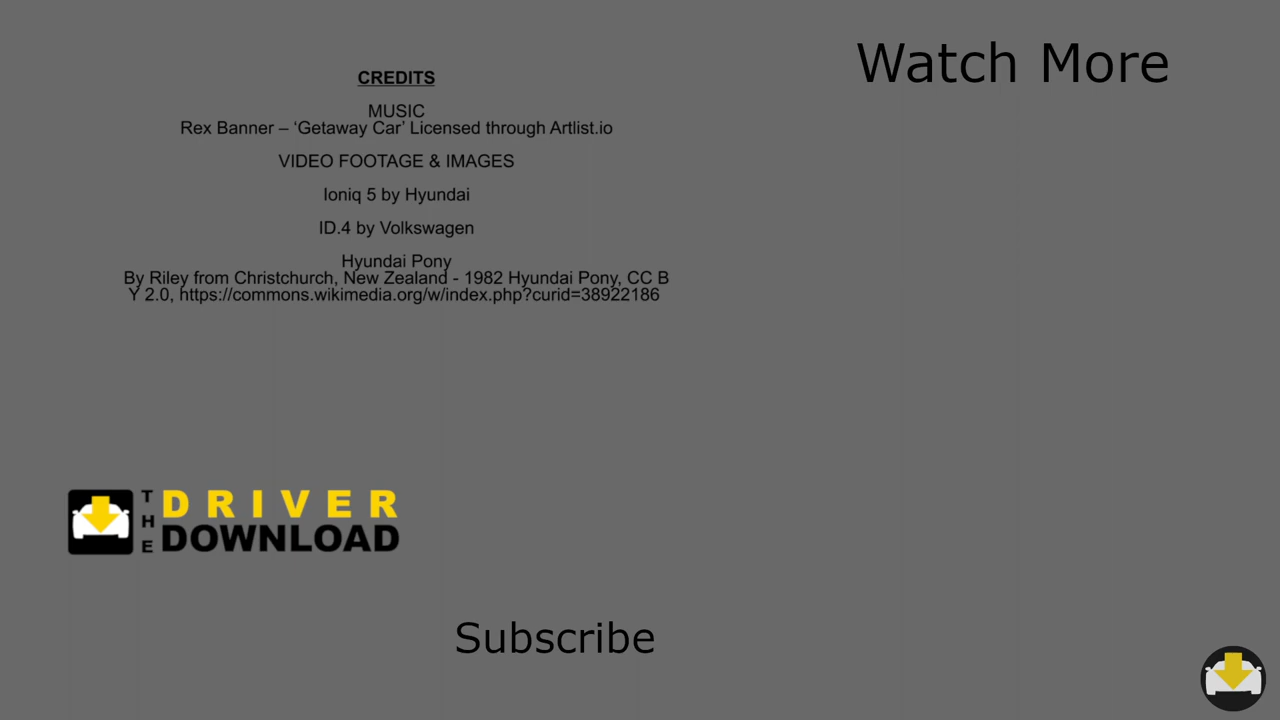 Watch More
CREDITS
MUSIC
Rex Banner – ‘Getaway Car’ Licensed through Artlist.io
VIDEO FOOTAGE & IMAGES
Ioniq 5 by Hyundai
ID.4 by Volkswagen
Hyundai Pony
By Riley from Christchurch, New Zealand - 1982 Hyundai Pony, CC B
Y 2.0, https://commons.wikimedia.org/w/index.php?curid=38922186
THE DRIVER
DOWNLOAD
Subscribe